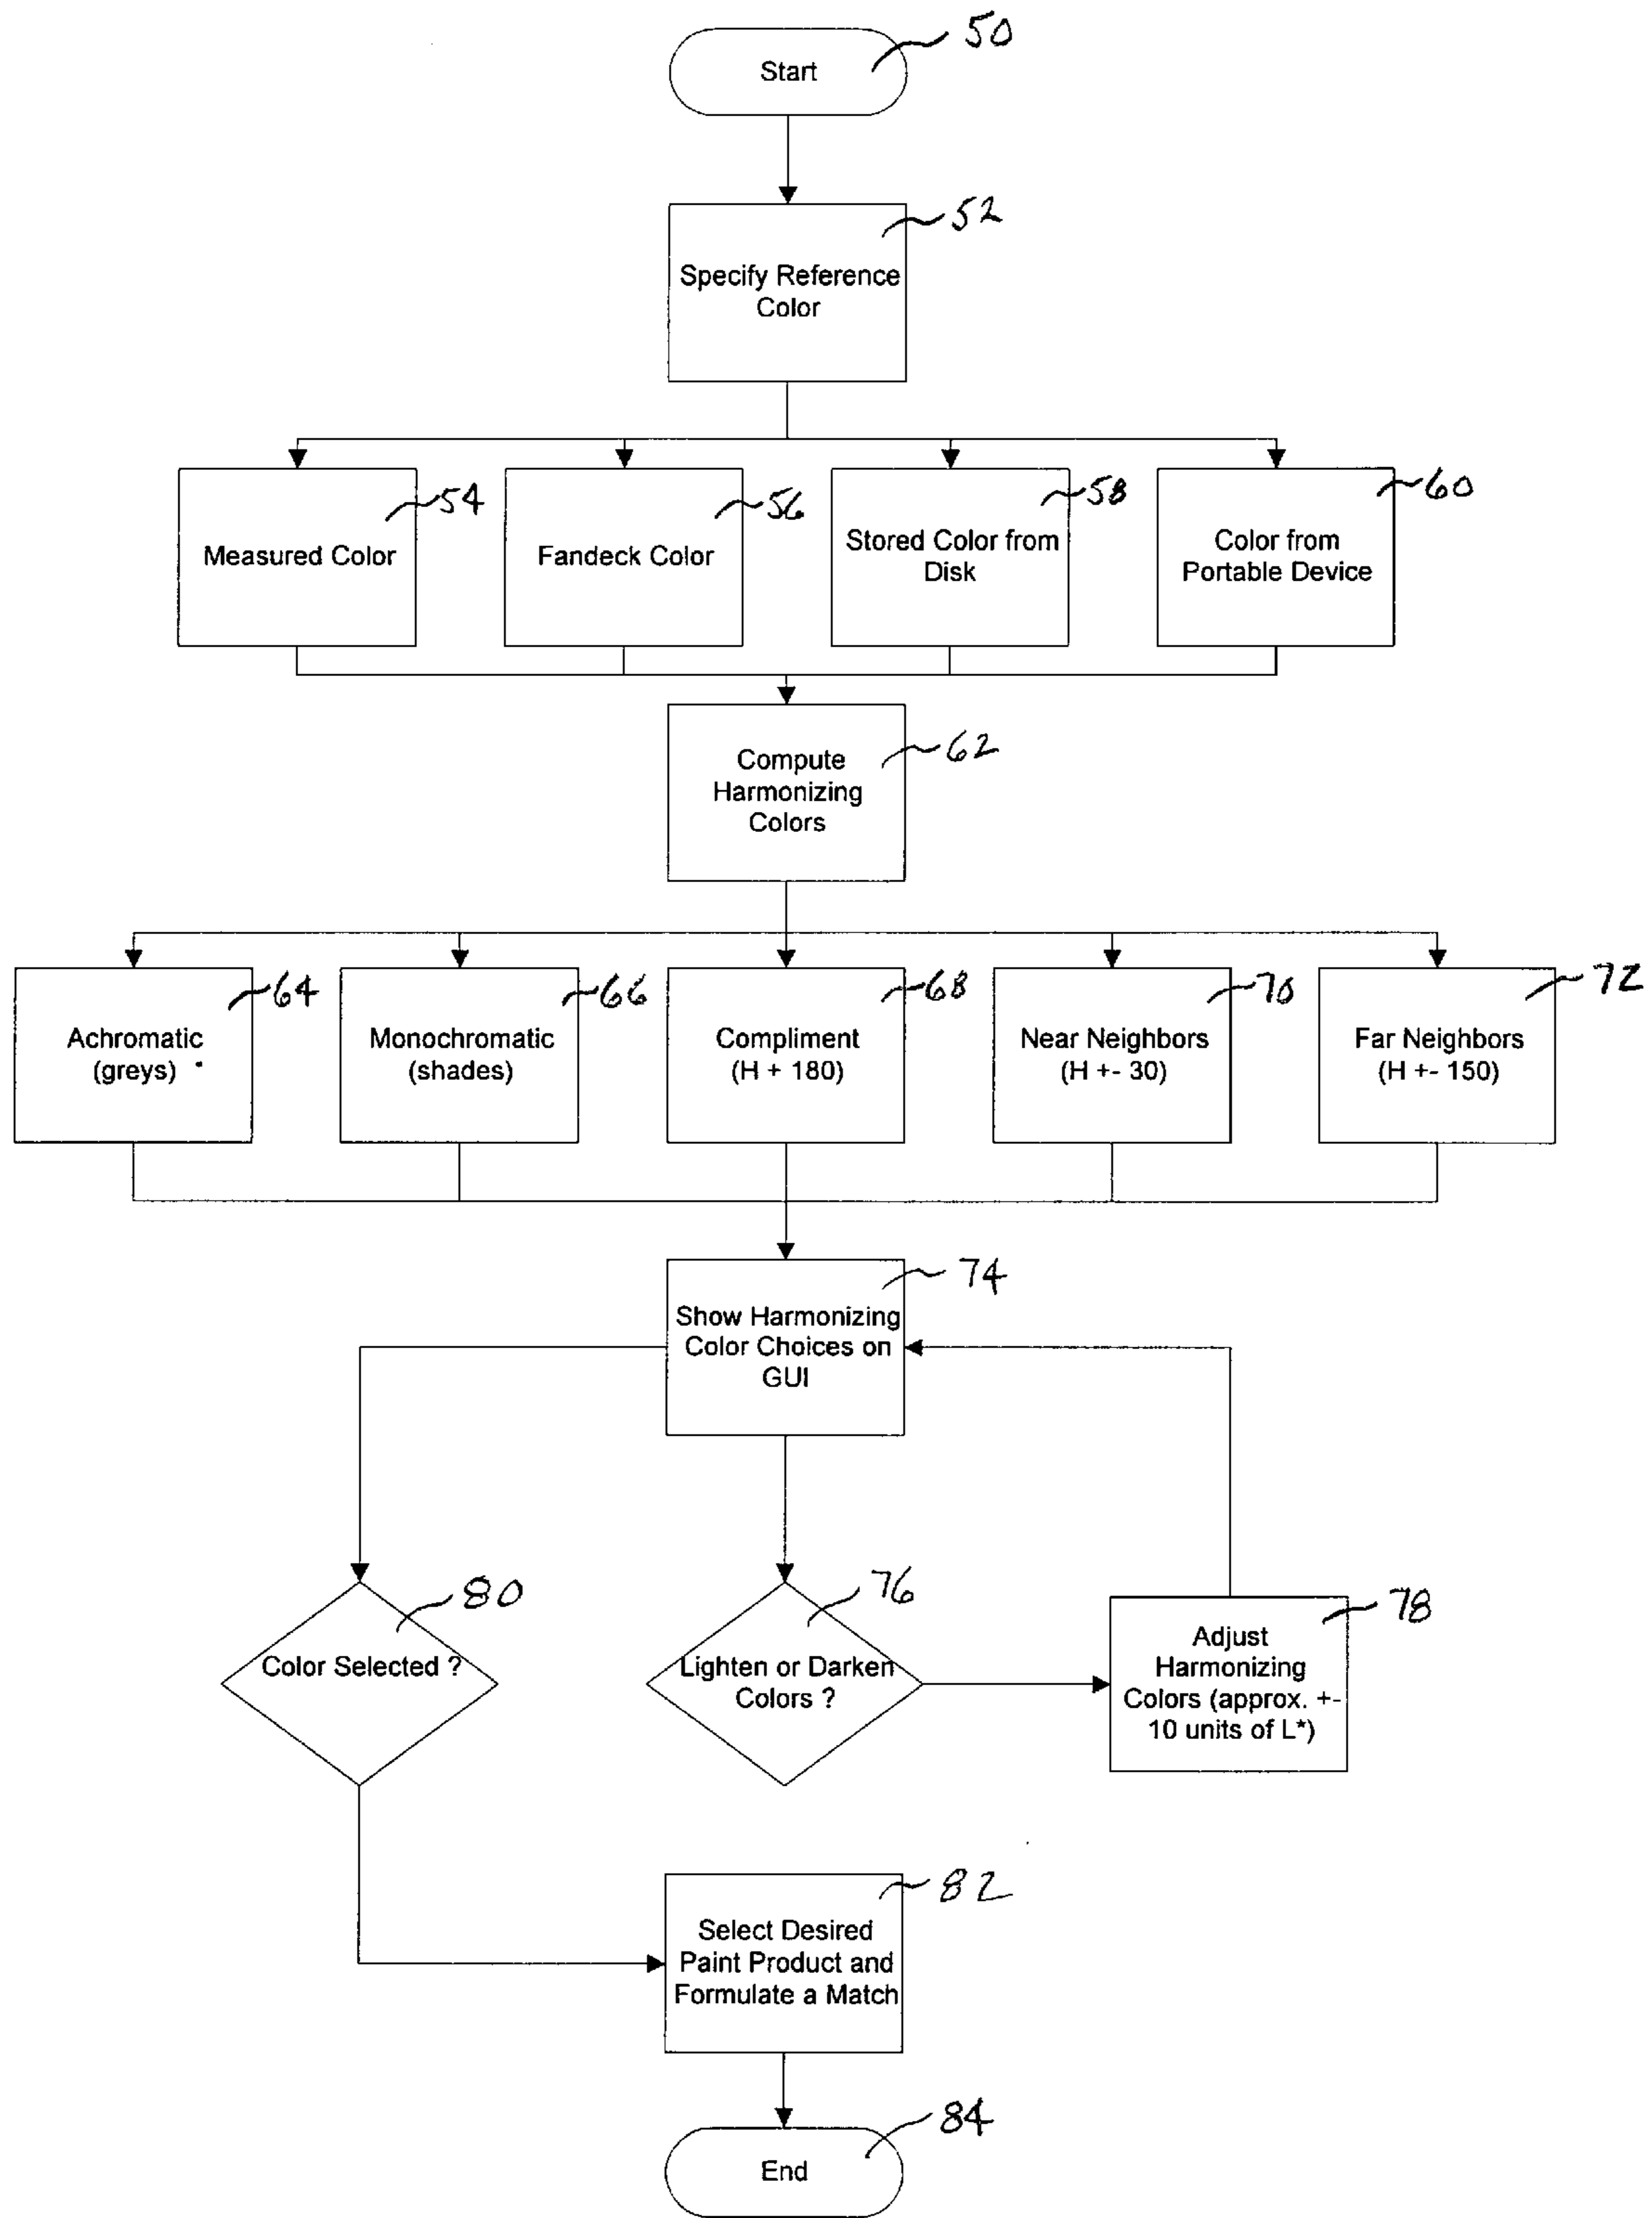 50
Start
52
Specify Reference
Color
54
Measured Color
56
Fandeck Color
58
Stored Color from
Disk
60
Color from
Portable Device
62
Compute
Harmonizing
Colors
64
Achromatic
(greys)
66
Monochromatic
(shades)
68
Compliment
(H + 180)
70
Near Neighbors
(H +- 30)
72
Far Neighbors
(H +- 150)
74
Show Harmonizing
Color Choices on
GUI
80
Color Selected ?
76
Lighten or Darken
Colors ?
78
Adjust
Harmonizing
Colors (approx. +-
10 units of L*)
82
Select Desired
Paint Product and
Formulate a Match
84
End